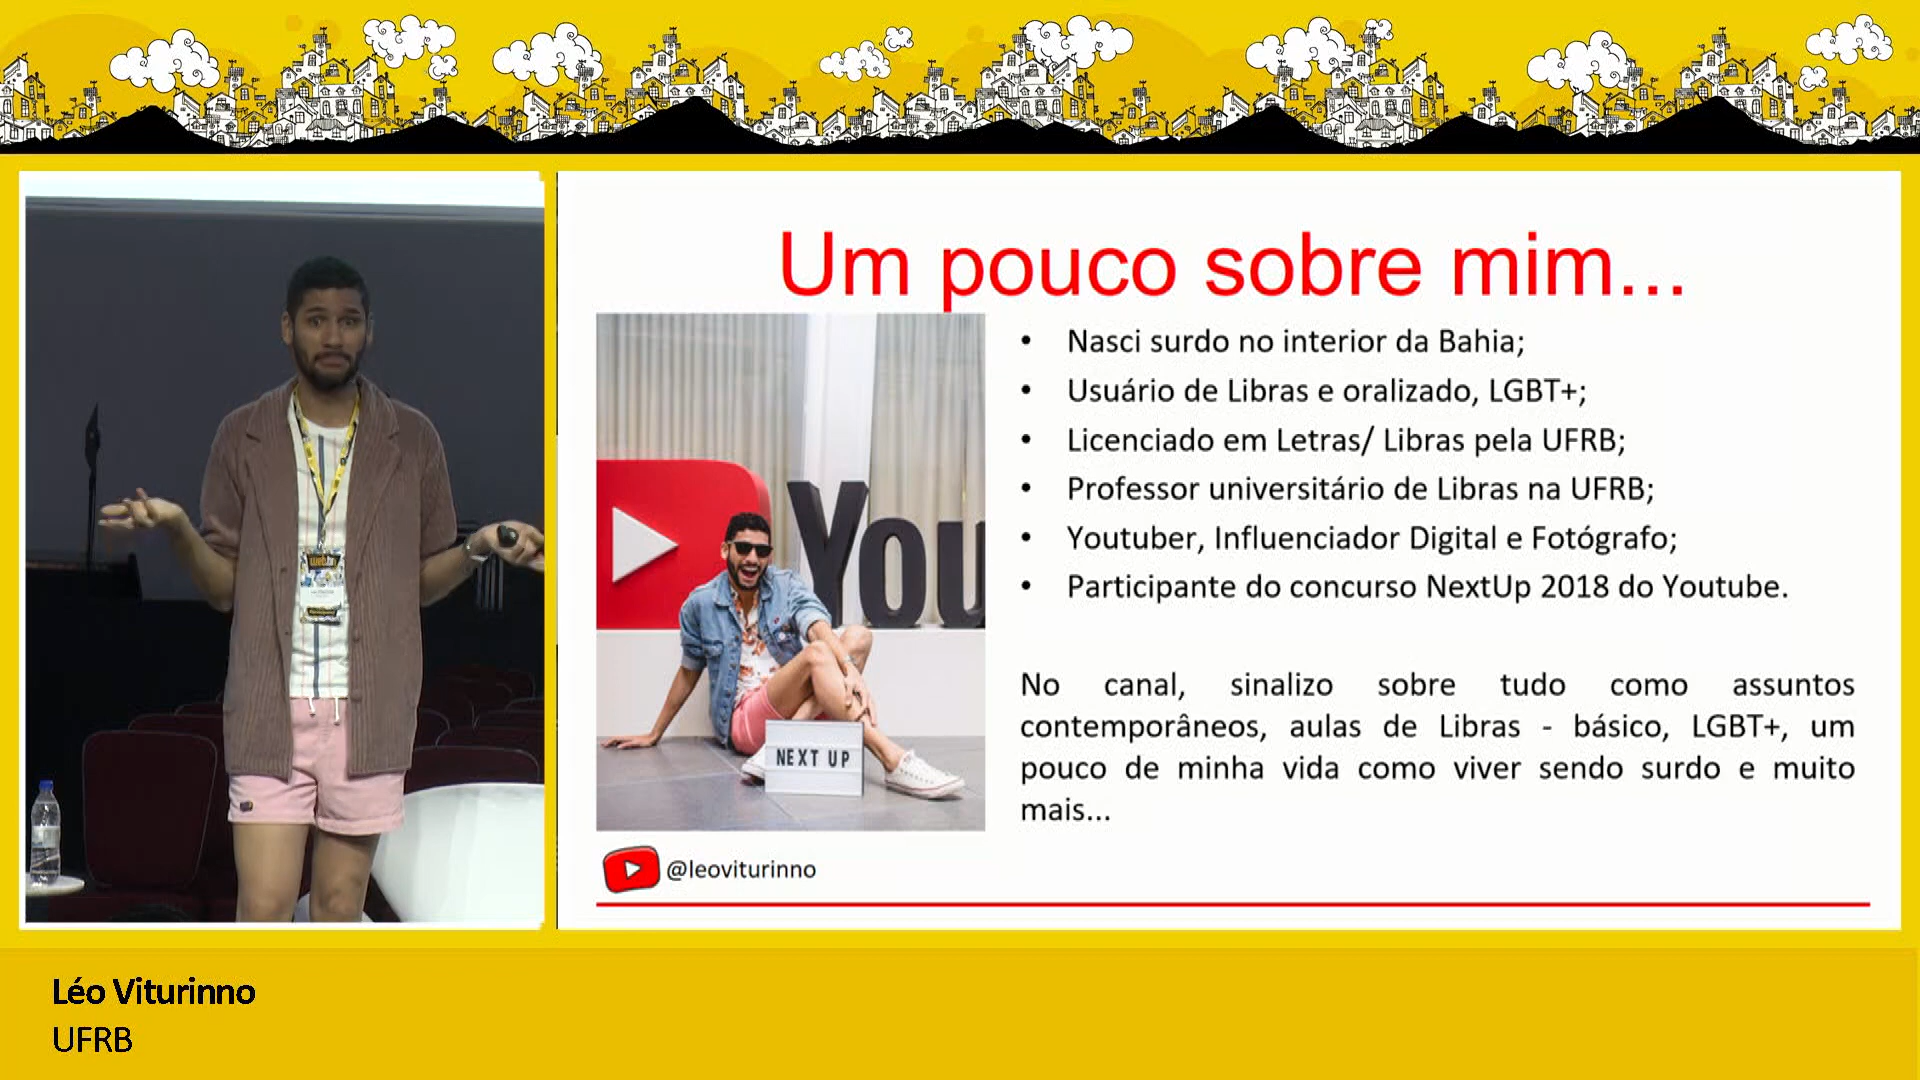 Um pouco sobre mim...
• Nasci surdo no interior da Bahia;
• Usuário de Libras e oralizado, LGBT+;
• Licenciado em Letras/ Libras pela UFRB;
• Professor universitário de Libras na UFRB;
• Youtuber, Influenciador Digital e Fotógrafo;
• Participante do concurso NextUp 2018 do Youtube.
You
NEXT UP
No canal, sinalizo sobre tudo como assuntos
contemporâneos, aulas de Libras - básico, LGBT+, um
pouco de minha vida como viver sendo surdo e muito
mais...
@leoviturinno
Léo Viturinno
UFRB